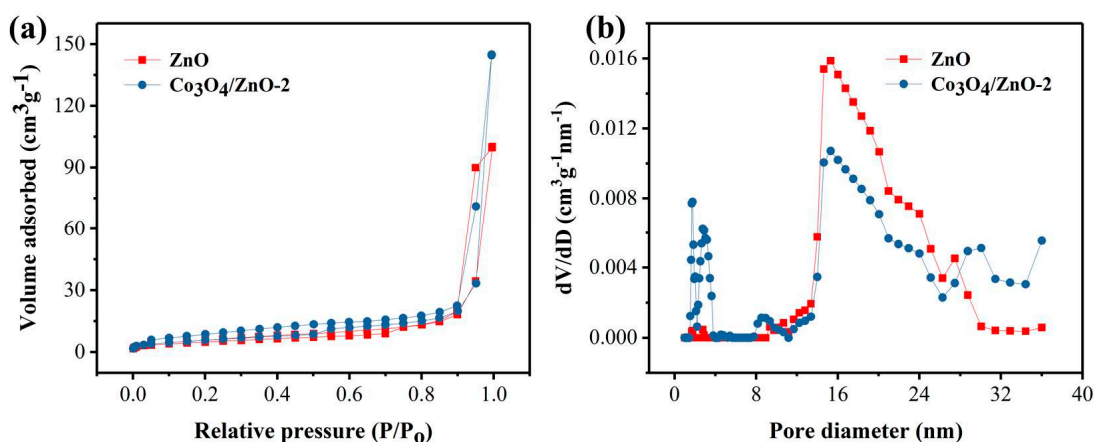 (a)
150
120
90
60
30
0
Volume adsorbed (cm³g-1)
ZnO
Co3O4/ZnO-2
0.0 0.2 0.4 0.6 0.8 1.0
Relative pressure (P/Po)
(b)
0.016
0.012
0.008
0.004
0.000
dV/dD (cm³g⁻¹nm⁻¹)
ZnO
Co3O4/ZnO-2
0 8 16 24 32 40
Pore diameter (nm)